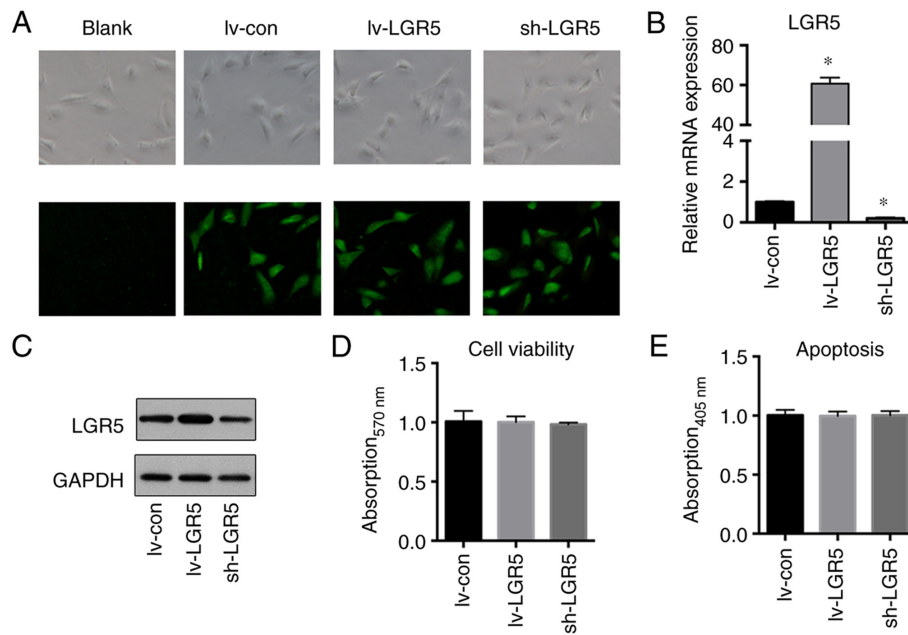 A
Blank
lv-con
lv-LGR5
sh-LGR5
B
LGR5
Relative mRNA expression
80
60
40
4
2
0
*
*
lv-con
lv-LGR5
sh-LGR5
C
LGR5
GAPDH
lv-con
lv-LGR5
sh-LGR5
D
Cell viability
Absorption570 nm
1.5
1.0
0.5
0.0
lv-con
lv-LGR5
sh-LGR5
E
Apoptosis
Absorption405 nm
1.5
1.0
0.5
0.0
lv-con
lv-LGR5
sh-LGR5